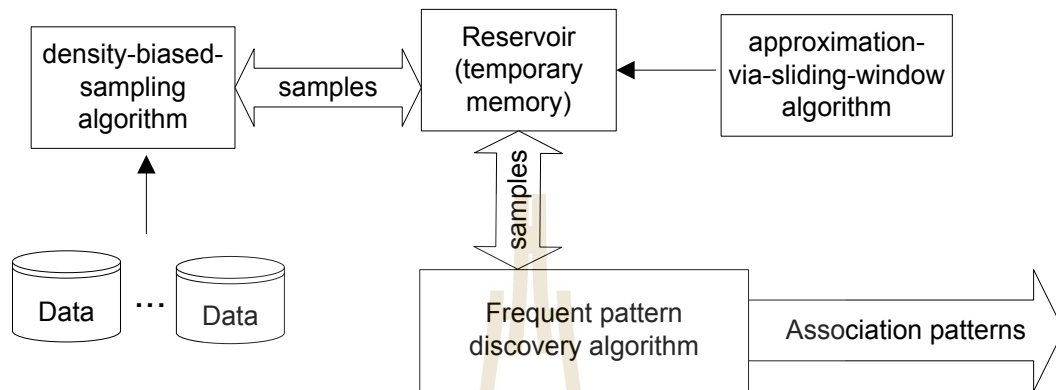 density-biased-
sampling
algorithm
samples
Reservoir
(temporary
memory)
approximation-
via-sliding-window
algorithm
samples
Data
...
Data
Frequent pattern
discovery algorithm
Association patterns